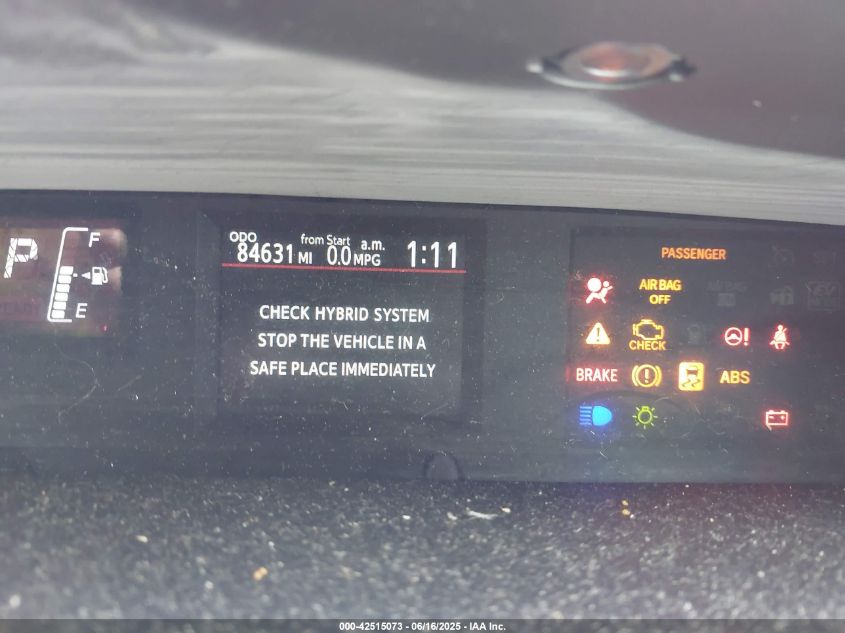 P
F
E
ODO
84631 MI
from Start
0.0 MPG
a.m.
1:11
CHECK HYBRID SYSTEM
STOP THE VEHICLE IN A
SAFE PLACE IMMEDIATELY
PASSENGER
AIR BAG
OFF
CHECK
BRAKE
ABS
000-42515073 - 06/16/2025 - IAA Inc.